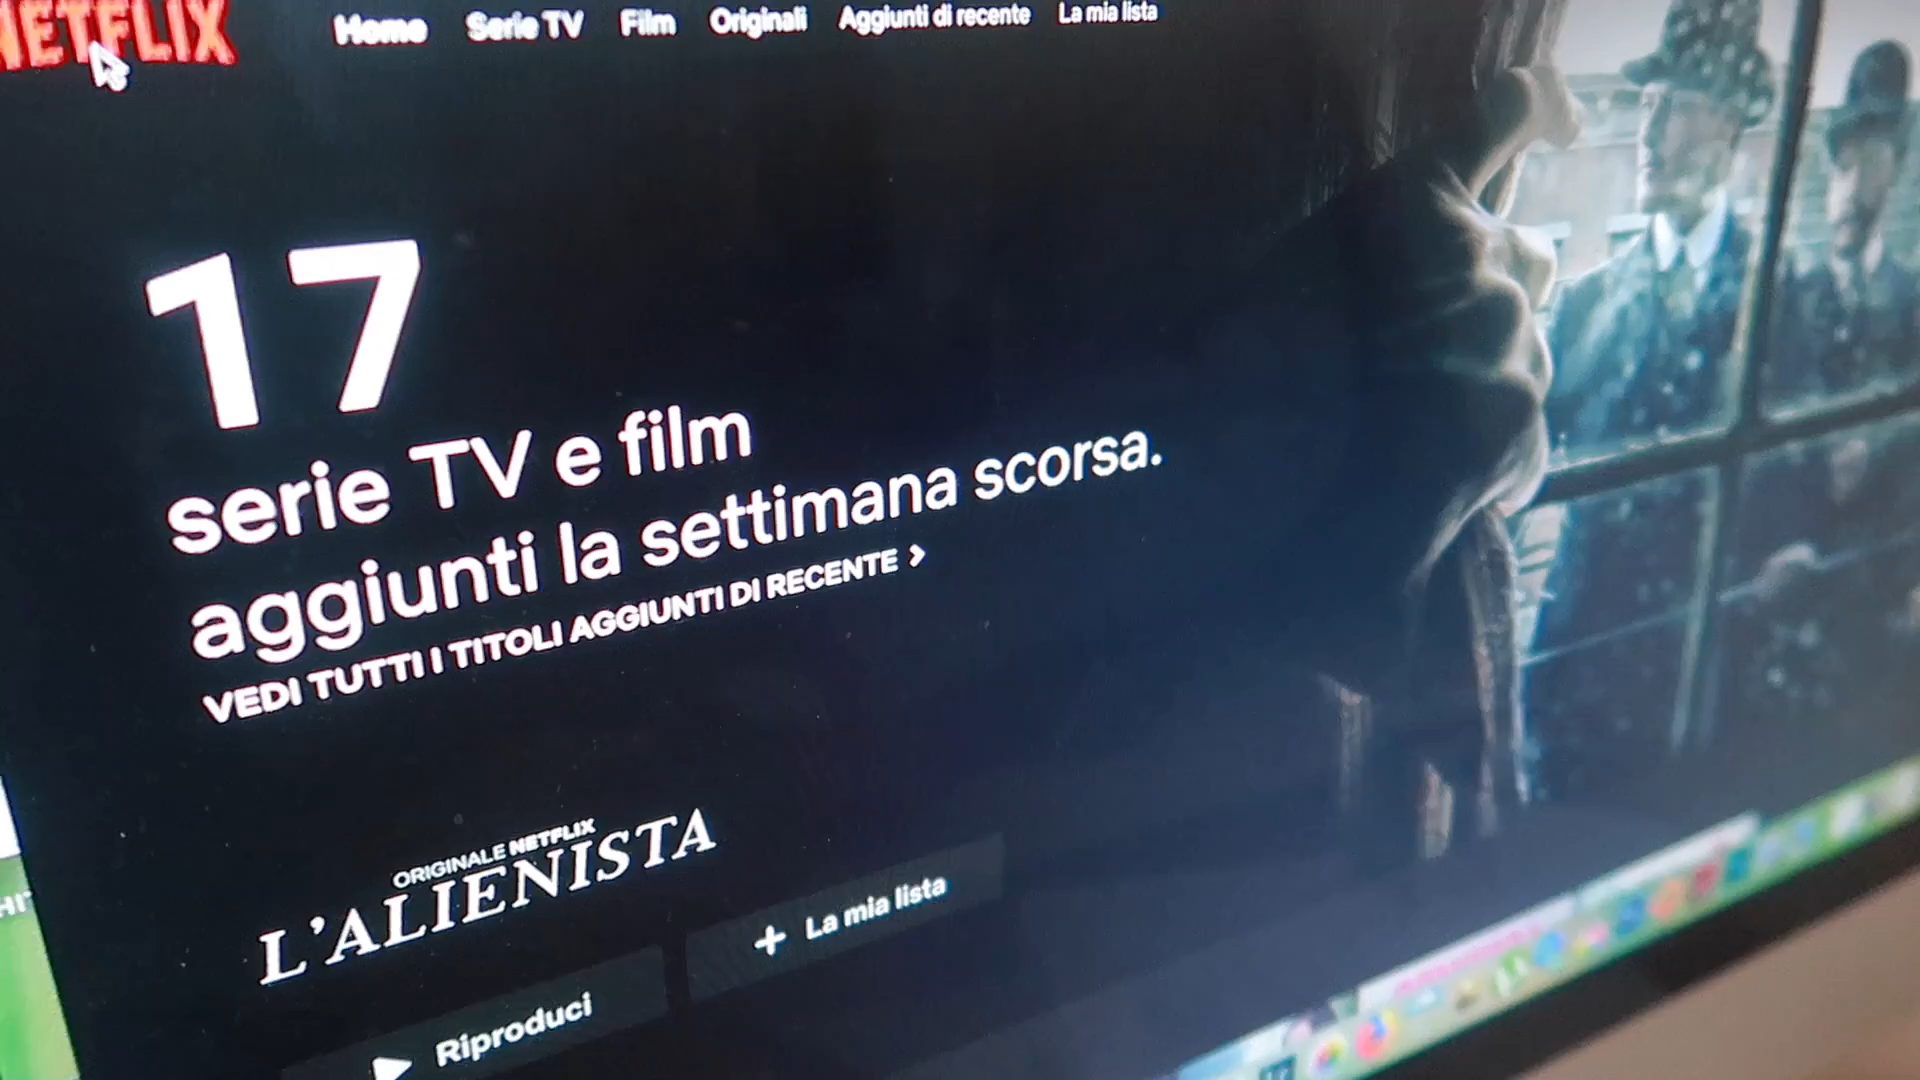 NETFLIX
Home Serie TV Film Originali Aggiunti di recente La mia lista
17
serie TV e film
aggiunti la settimana scorsa.
VEDI TUTTI I TITOLI AGGIUNTI DI RECENTE >
ORIGINALE NETFLIX
L'ALIENISTA
Riproduci
+ La mia lista